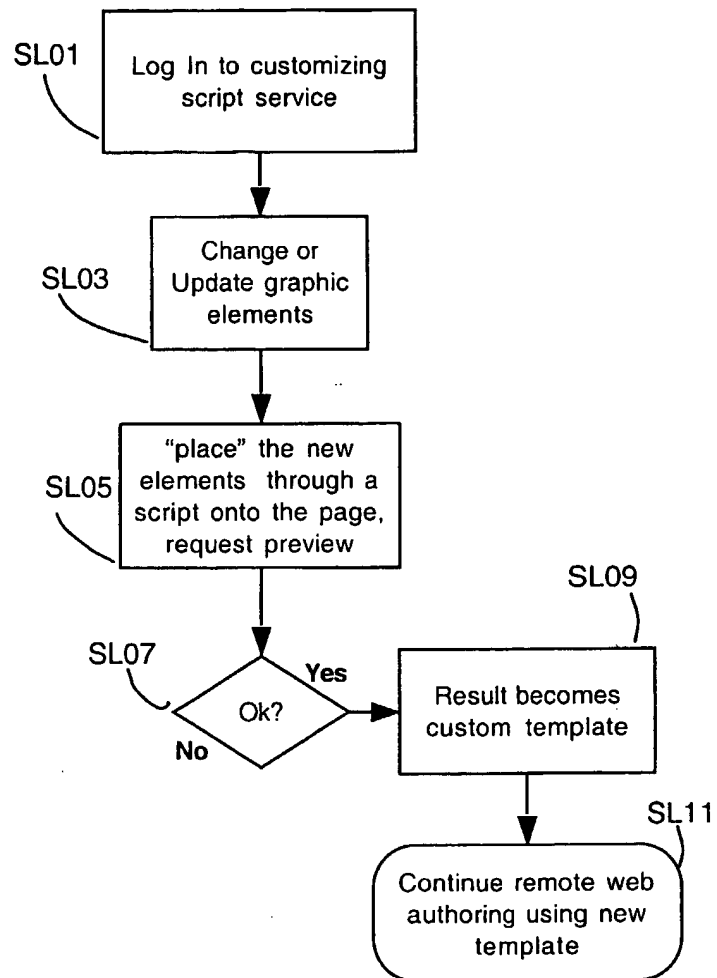 SL01
Log In to customizing
script service
SL03
Change or
Update graphic
elements
SL05
“place” the new
elements through a
script onto the page,
request preview
SL07
Ok?
Yes
No
SL09
Result becomes
custom template
SL11
Continue remote web
authoring using new
template